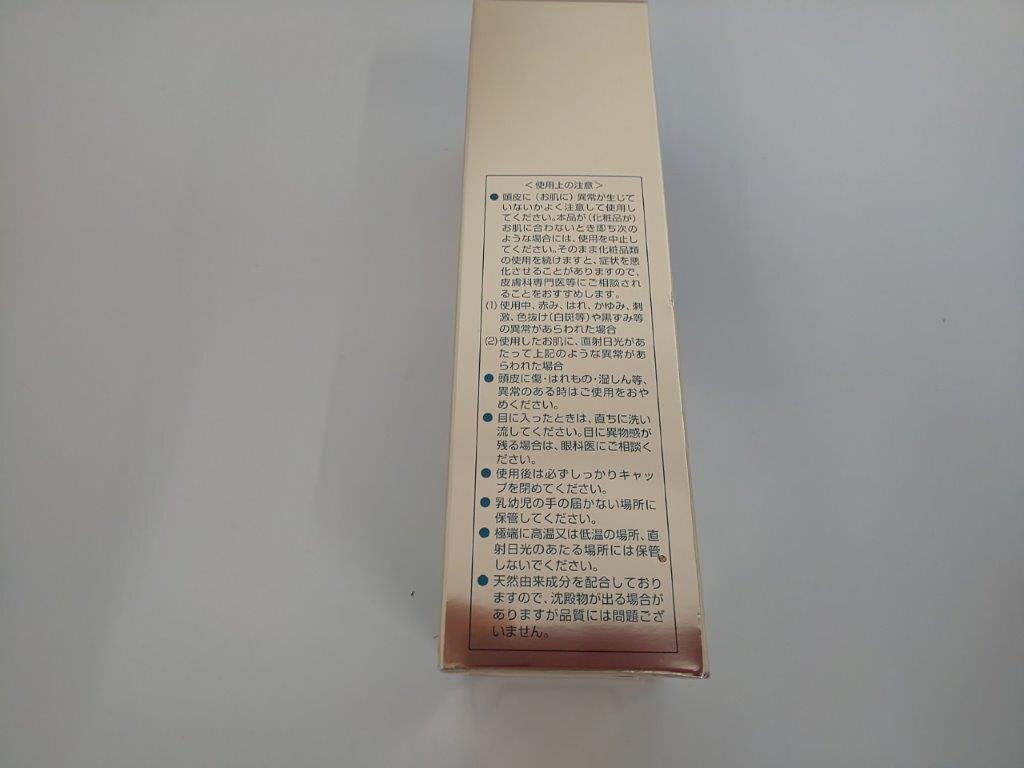 <使用上の注意>
●頭皮に(お肌に)異常が生じて
いないかよく注意して使用し
てください。本品が(化粧品が)
お肌に合わないとき即ち次の
ような場合には、使用を中止し
てください。そのまま化粧品類
の使用を続けますと、症状を悪
化させることがありますので、
皮膚科専門医等にご相談され
ることをおすすめします。
(1)使用中、赤み、はれ、かゆみ、刺
激、色抜け(白斑等)や黒ずみ等
の異常があらわれた場合
(2)使用したお肌に、直射日光があ
たって上記のような異常があ
らわれた場合
●頭皮に傷・はれもの・湿しん等、
異常のある時はご使用をおや
めください。
●目に入ったときは、直ちに洗い
流してください。目に異物感が
残る場合は、眼科医にご相談く
ださい。
●使用後は必ずしっかりキャッ
プを閉めてください。
●乳幼児の手の届かない場所に
保管してください。
●極端に高温又は低温の場所、直
射日光のあたる場所には保管
しないでください。
●天然由来成分を配合しており
ますので、沈殿物が出る場合が
ありますが品質には問題ござ
いません。